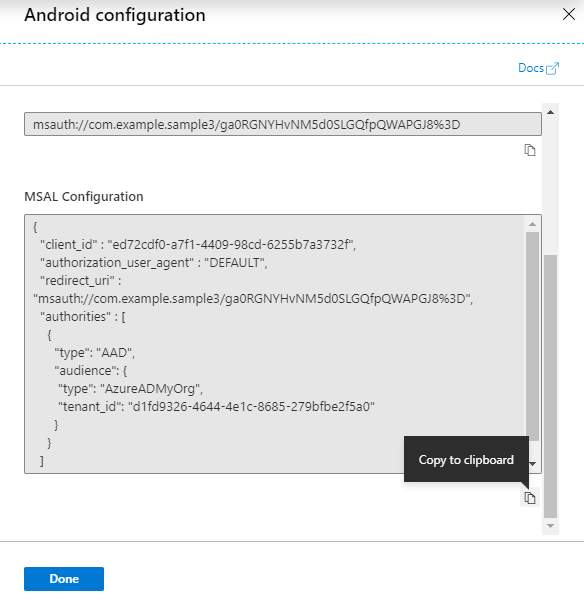 Android configuration
Docs
msauth://com.example.sample3/ga0RGNYHvNM5d0SLGQfpQWAPGJ8%3D
MSAL Configuration
{
"client_id" : "ed72cdf0-a7f1-4409-98cd-6255b7a3732f",
"authorization_user_agent" : "DEFAULT",
"redirect_uri" :
"msauth://com.example.sample3/ga0RGNYHvNM5d0SLGQfpQWAPGJ8%3D",
"authorities" : [
{
"type": "AAD",
"audience": {
"type": "AzureADMyOrg",
"tenant_id": "d1fd9326-4644-4e1c-8685-279bfbe2f5a0"
}
}
]
Copy to clipboard
Done